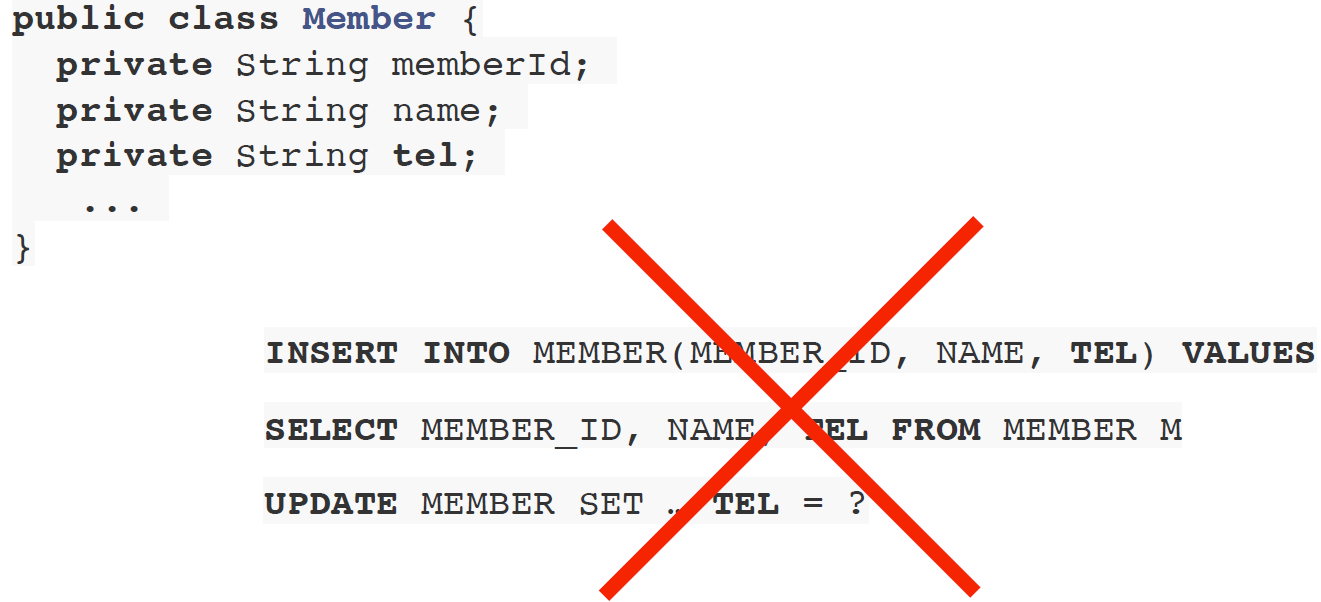 public class Member {
private String memberId;
private String name;
private String tel;
...
}
INSERT INTO MEMBER(MEMBER_ID, NAME, TEL) VALUES
SELECT MEMBER_ID, NAME, TEL FROM MEMBER M
UPDATE MEMBER SET … TEL = ?